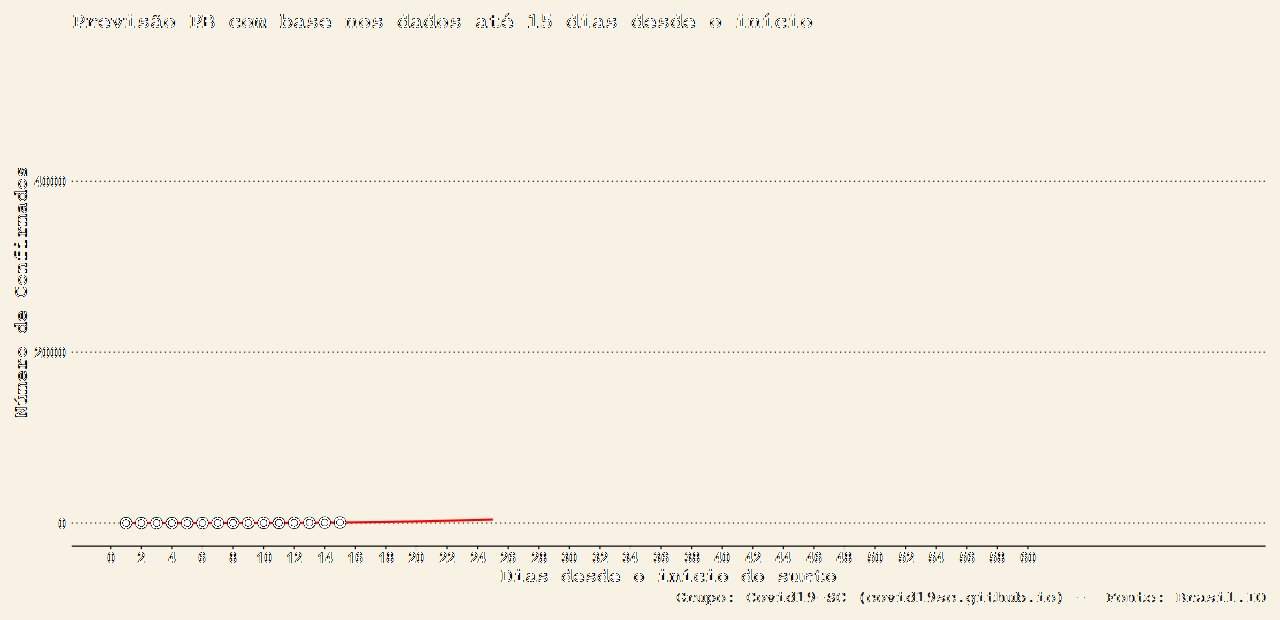 Previsão PB com base nos dados até 15 dias desde o início
Número de Confirmados
40000
20000
0
0 2 4 6 8 10 12 14 16 18 20 22 24 26 28 30 32 34 36 38 40 42 44 46 48 50 52 54 56 58 60
Dias desde o início do surto
Grupo: Covid19-SC (covid19sc.github.io) -- Fonte: Brasil.IO